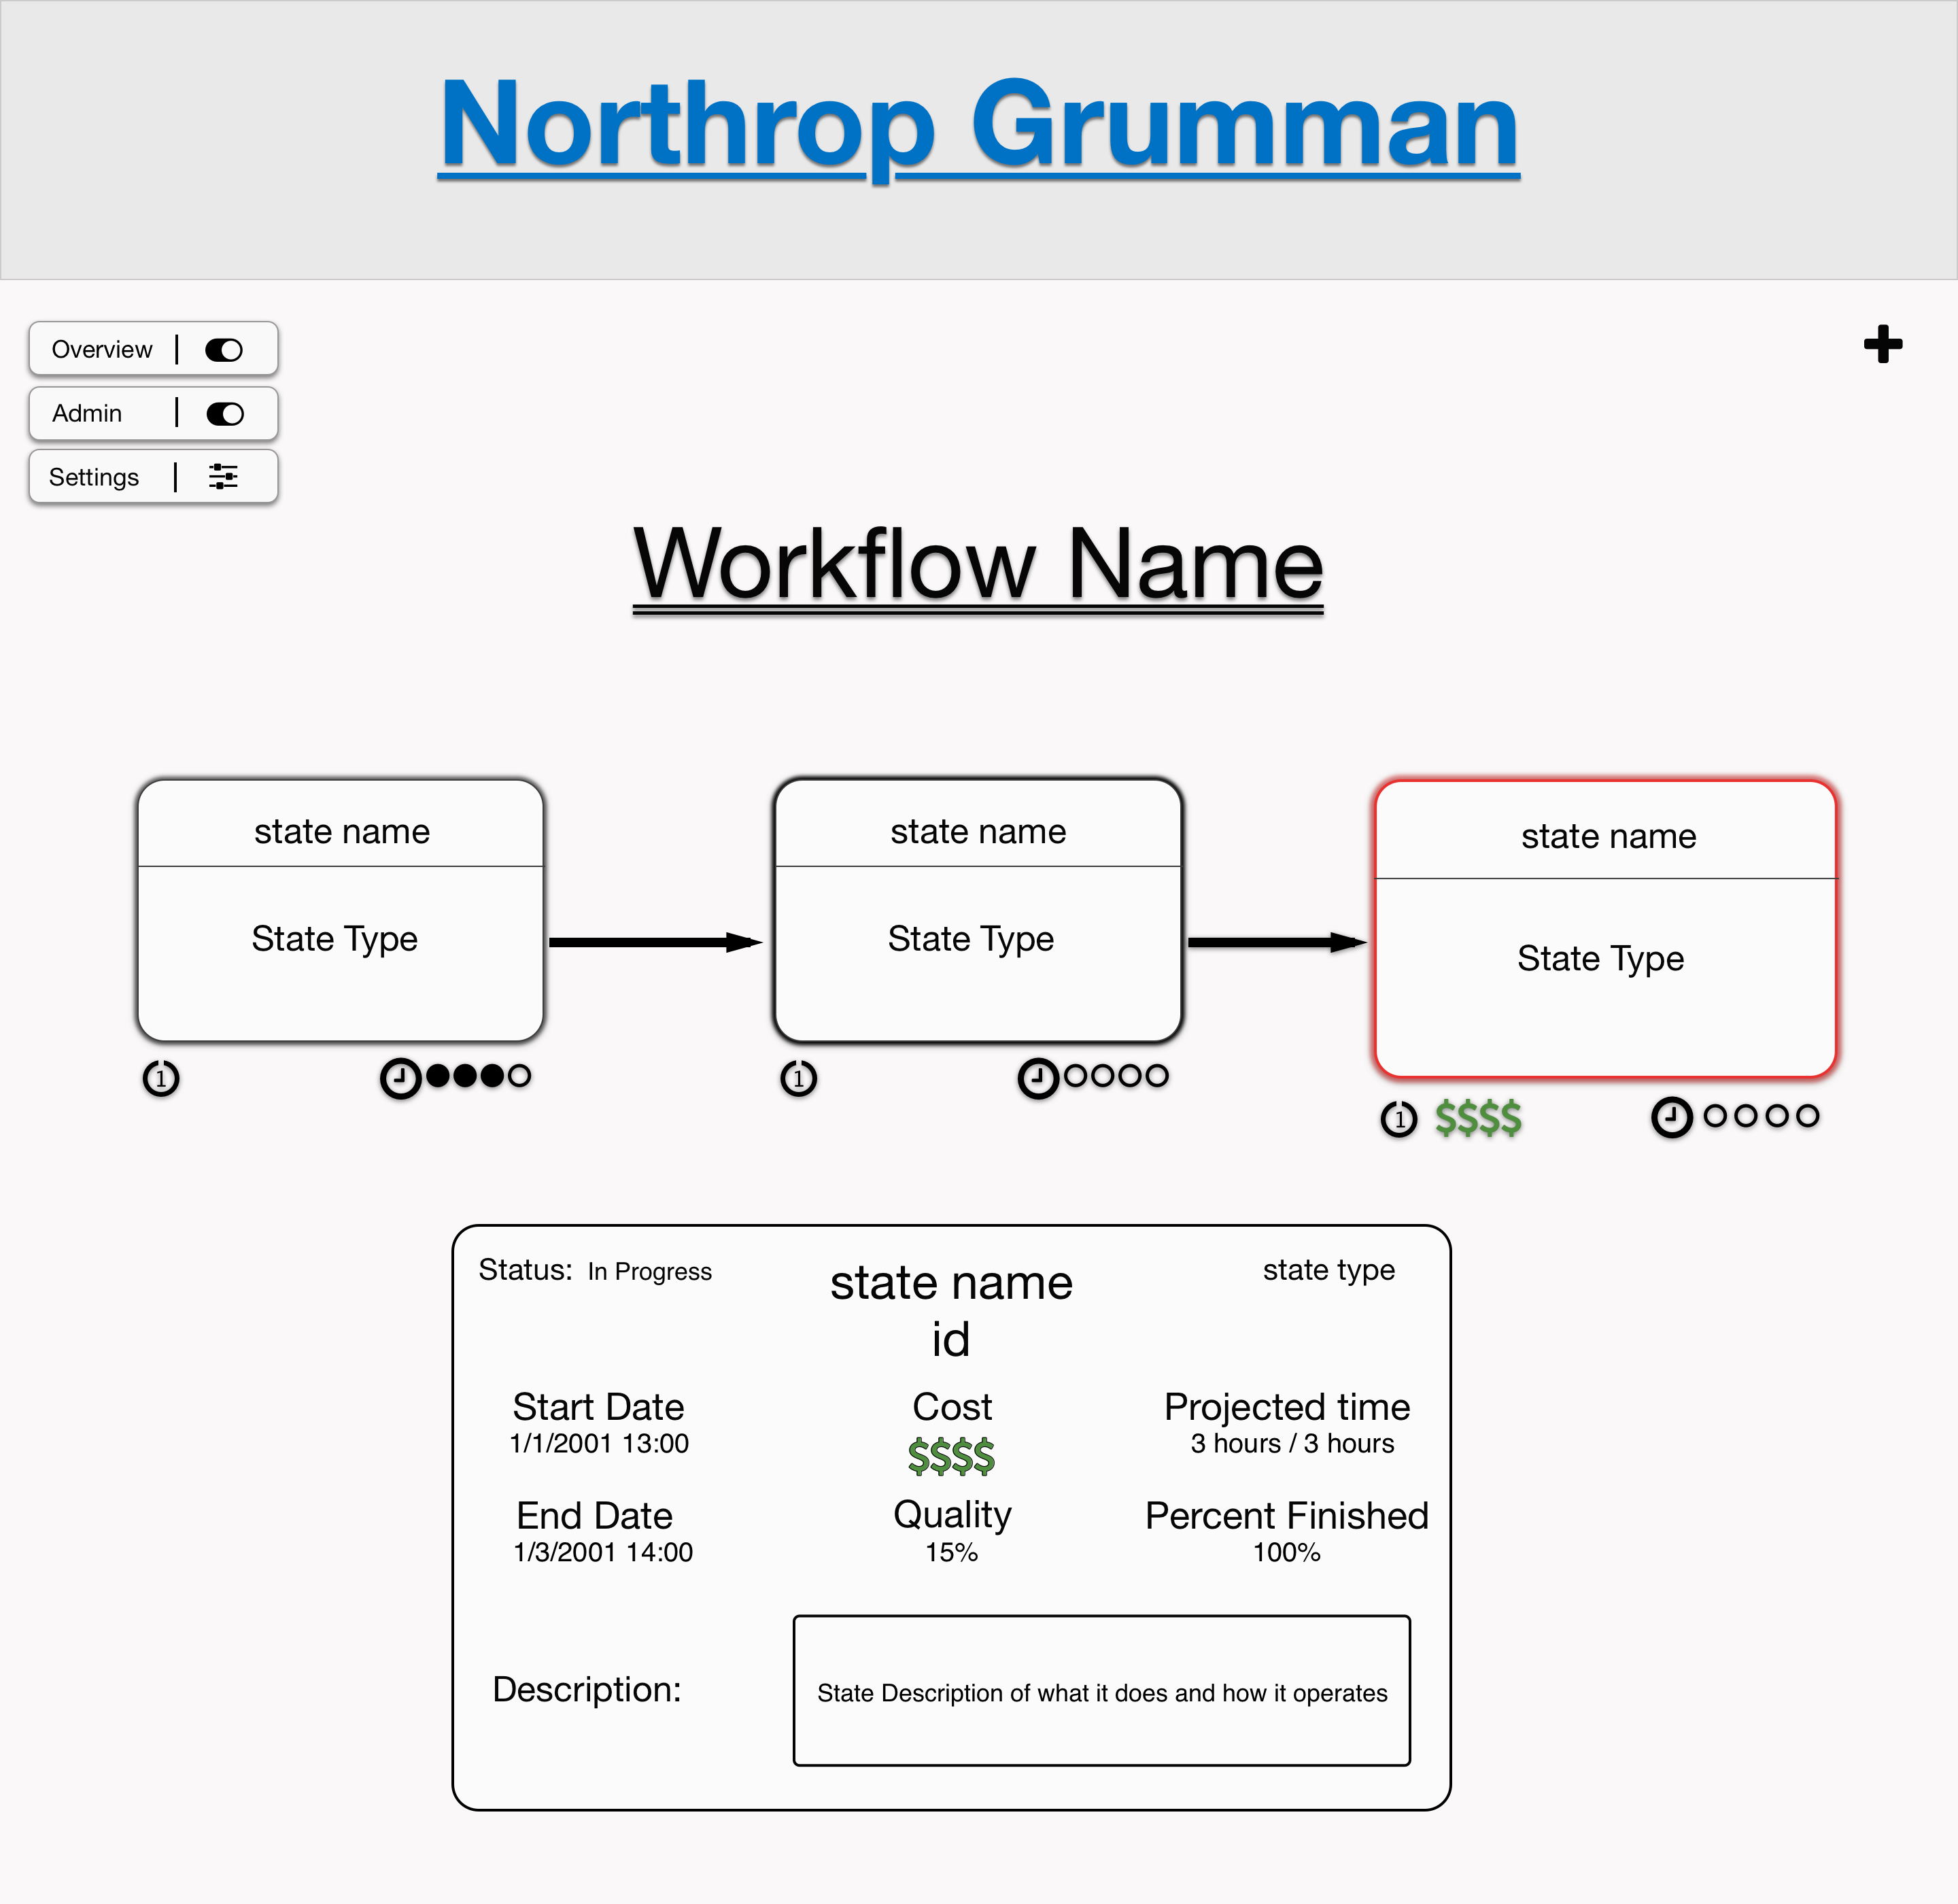 Northrop Grumman
Overview |
Admin |
Settings |
Workflow Name
state name
State Type
1
state name
State Type
1
state name
State Type
1 $$$$
Status: In Progress
state name
state type
id
Start Date
1/1/2001 13:00
Cost
$$$$
Projected time
3 hours / 3 hours
End Date
1/3/2001 14:00
Quality
15%
Percent Finished
100%
Description:
State Description of what it does and how it operates